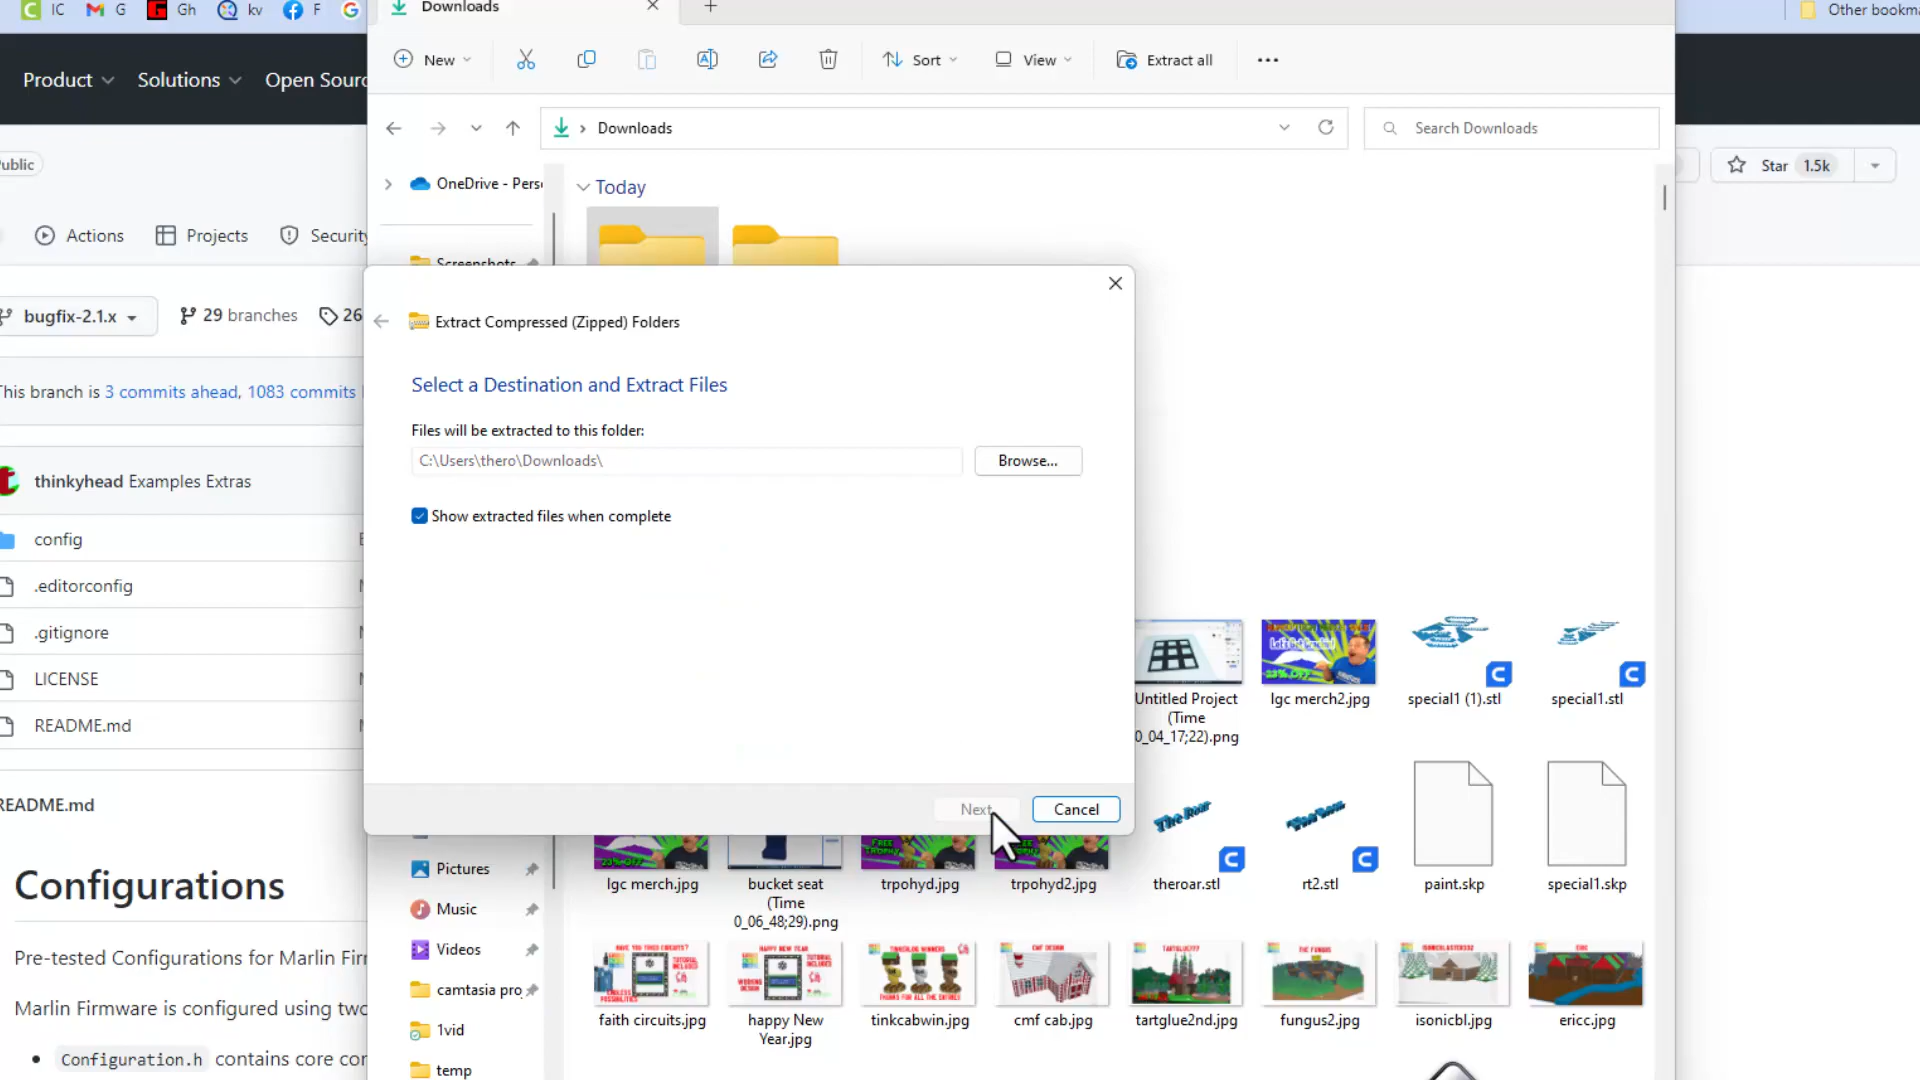 IC G Gh kv F
Other bookma
Downloads
Product Solutions Open Sourc
New Sort View Extract all
Downloads
Search Downloads
Public
Star 1.5k
OneDrive - Pers
Today
Actions Projects Security
Screenshots
bugfix-2.1.x 29 branches 26
This branch is 3 commits ahead, 1083 commits
thinkyhead Examples Extras
config
.editorconfig
.gitignore
LICENSE
README.md
README.md
Configurations
Pre-tested Configurations for Marlin Fir
Marlin Firmware is configured using two
Configuration.h contains core con
Extract Compressed (Zipped) Folders
Select a Destination and Extract Files
Files will be extracted to this folder:
C:\Users\thero\Downloads\
Browse...
Show extracted files when complete
Next Cancel
Untitled Project
(Time
0_04_17;22).png
lgc merch2.jpg
special1 (1).stl
special1.stl
Pictures
Music
Videos
camtasia pro
1vid
temp
lgc merch.jpg
bucket seat
(Time
0_06_48;29).png
trpohyd.jpg
trpohyd2.jpg
theroar.stl
rt2.stl
paint.skp
special1.skp
faith circuits.jpg
happy New
Year.jpg
tinkcabwin.jpg
cmf cab.jpg
tartglue2nd.jpg
fungus2.jpg
isonicbl.jpg
ericc.jpg